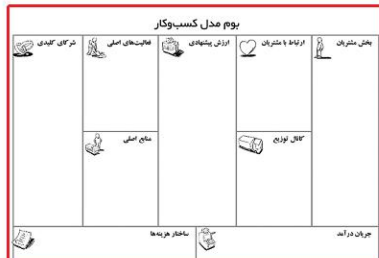 بوم مدل کسب‌وکار
بخش مشتریان
ارتباط با مشتریان
ارزش پیشنهادی
فعالیت‌های اصلی
شرکای کلیدی
کانال توزیع
منابع اصلی
جریان درآمد
ساختار هزینه‌ها